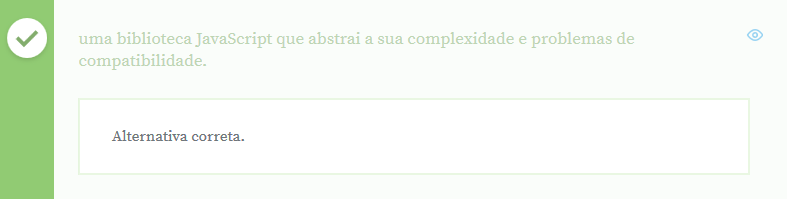 uma biblioteca JavaScript que abstrai a sua complexidade e problemas de
compatibilidade.
Alternativa correta.